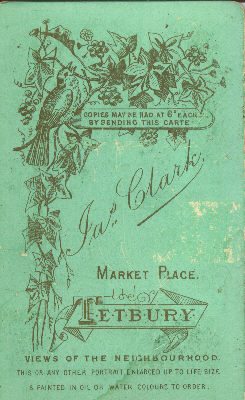 COPIES MAY BE HAD AT 6D EACH
BY SENDING THIS CARTE
Jas Clark,
MARKET PLACE.
TETBURY
VIEWS OF THE NEIGHBOURHOOD.
THIS OR ANY OTHER PORTRAIT ENLARGED UP TO LIFE SIZE
& PAINTED IN OIL OR WATER COLOURS TO ORDER.